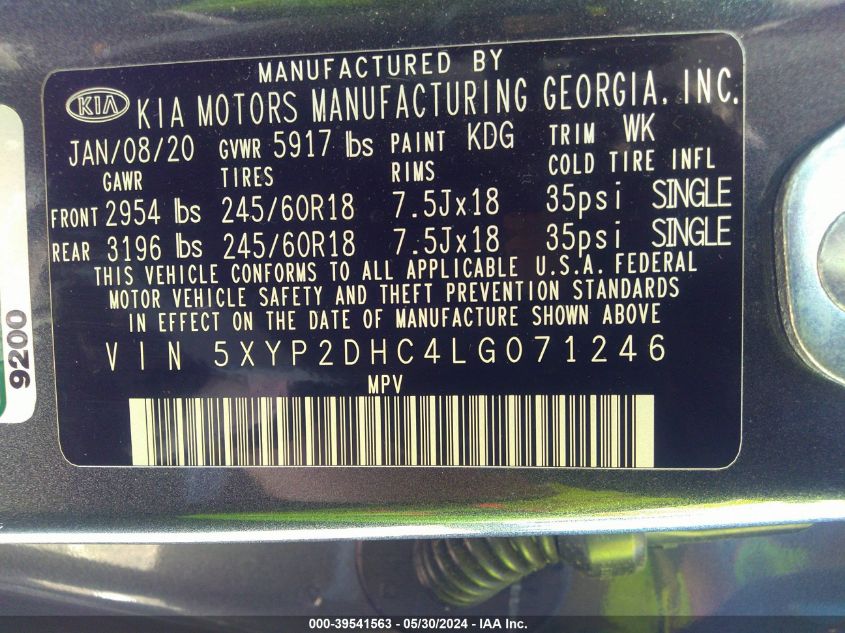 MANUFACTURED BY
KIA KIA MOTORS MANUFACTURING GEORGIA, INC.
JAN/08/20 GVWR 5917 lbs PAINT KDG TRIM WK
GAWR TIRES RIMS COLD TIRE INFL
FRONT 2954 lbs 245/60R18 7.5Jx18 35psi SINGLE
REAR 3196 lbs 245/60R18 7.5Jx18 35psi SINGLE
THIS VEHICLE CONFORMS TO ALL APPLICABLE U.S.A. FEDERAL
MOTOR VEHICLE SAFETY AND THEFT PREVENTION STANDARDS
IN EFFECT ON THE DATE OF MANUFACTURE SHOWN ABOVE
VIN 5XYP2DHC4LG071246
MPV
9200
000-39541563 - 05/30/2024 - IAA Inc.